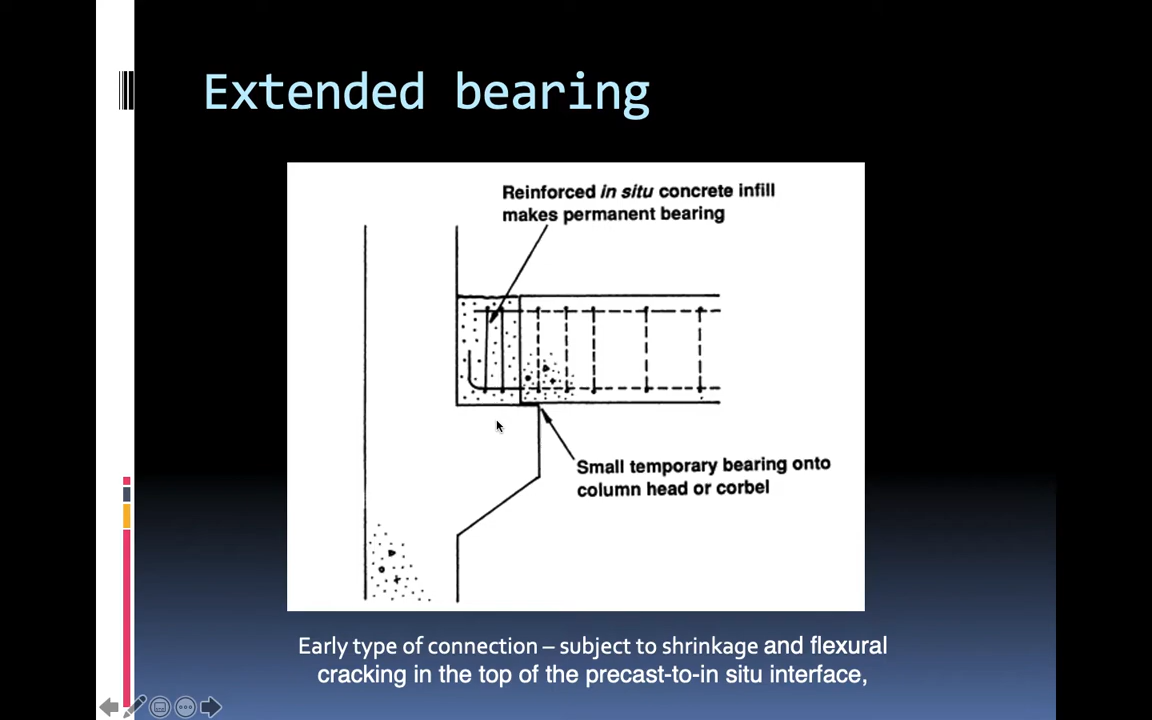 Extended bearing
Reinforced in situ concrete infill
makes permanent bearing
Small temporary bearing onto
column head or corbel
Early type of connection – subject to shrinkage and flexural
cracking in the top of the precast-to-in situ interface,